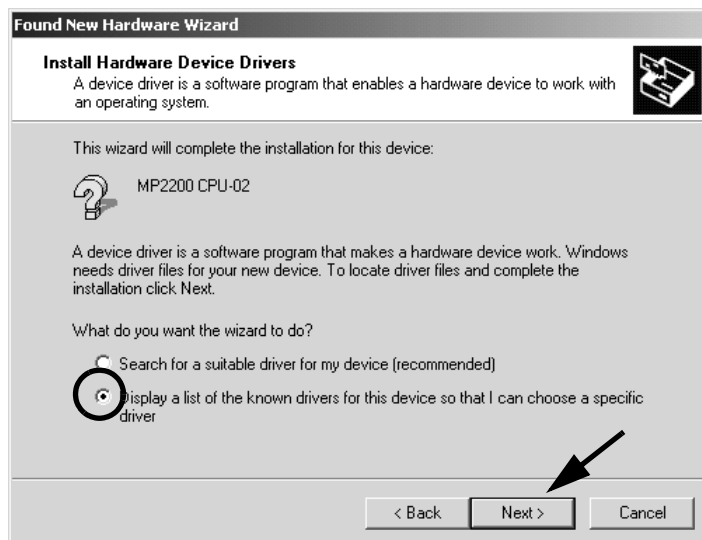 Found New Hardware Wizard
Install Hardware Device Drivers
A device driver is a software program that enables a hardware device to work with
an operating system.
This wizard will complete the installation for this device:
MP2200 CPU-02
A device driver is a software program that makes a hardware device work. Windows
needs driver files for your new device. To locate driver files and complete the
installation click Next.
What do you want the wizard to do?
Search for a suitable driver for my device (recommended)
Display a list of the known drivers for this device so that I can choose a specific
driver
< Back Next > Cancel